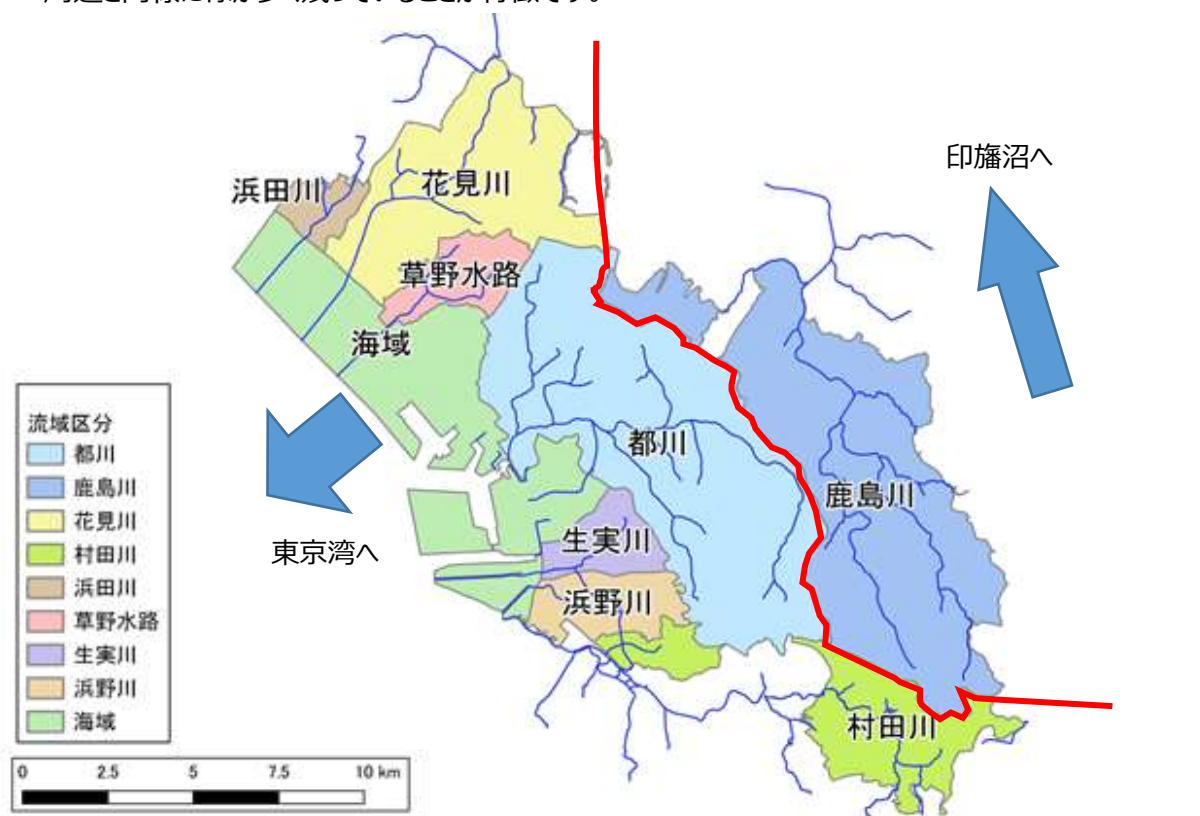 浜田川
花見川
印旛沼へ
草野水路
海域
都川
鹿島川
東京湾へ
生実川
浜野川
村田川
流域区分
都川
鹿島川
花見川
村田川
浜田川
草野水路
生実川
浜野川
海域
0 2.5 5 7.5 10 km